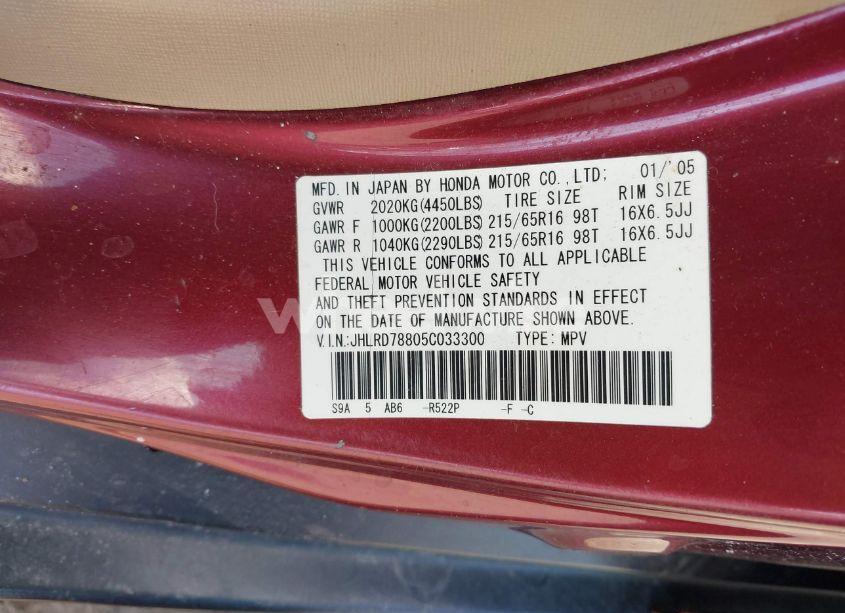 MFD. IN JAPAN BY HONDA MOTOR CO., LTD; 01/'05
GVWR 2020KG(4450LBS) TIRE SIZE RIM SIZE
GAWR F 1000KG(2200LBS) 215/65R16 98T 16X6.5JJ
GAWR R 1040KG(2290LBS) 215/65R16 98T 16X6.5JJ
THIS VEHICLE CONFORMS TO ALL APPLICABLE
FEDERAL MOTOR VEHICLE SAFETY
AND THEFT PREVENTION STANDARDS IN EFFECT
ON THE DATE OF MANUFACTURE SHOWN ABOVE.
V.I.N:JHLRD78805C033300 TYPE: MPV
S9A 5 AB6 -R522P -F -C